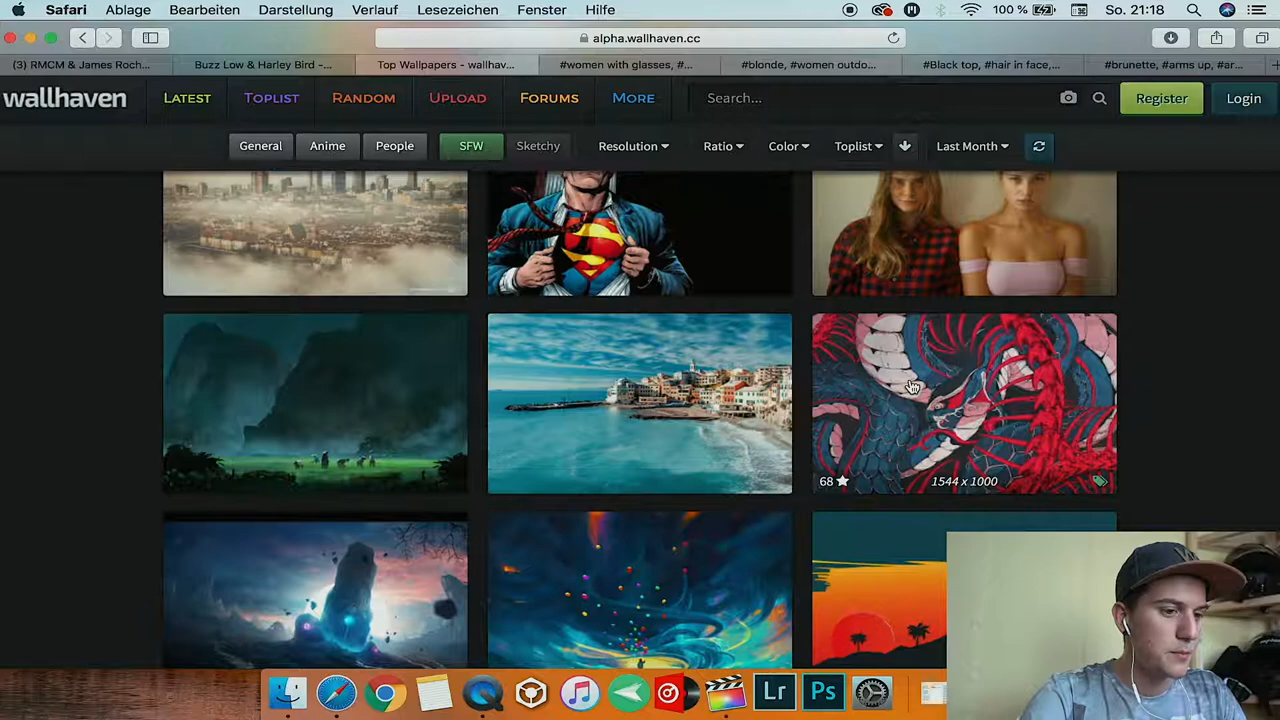 Safari Ablage Bearbeiten Darstellung Verlauf Lesezeichen Fenster Hilfe 100 % So. 21:18
alpha.wallhaven.cc
(3) RMCM & James Roch... Buzz Low & Harley Bird -... Top Wallpapers - wallhav... #women with glasses, #... #blonde, #women outdo... #Black top, #hair in face,... #brunette, #arms up, #ar...
wallhaven LATEST TOPLIST RANDOM UPLOAD FORUMS MORE Search... Register Login
General Anime People SFW Sketchy Resolution Ratio Color Toplist Last Month
68 1544 x 1000
Lr Ps